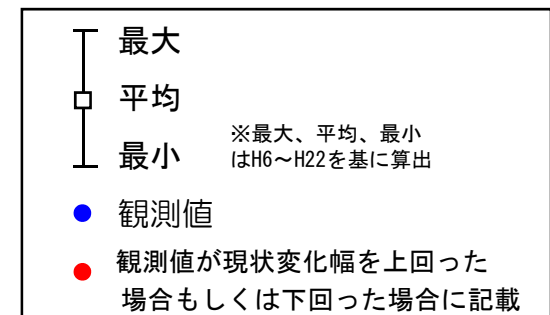 最大
平均
最小
※最大、平均、最小
はH6～H22を基に算出
観測値
観測値が現状変化幅を上回った
場合もしくは下回った場合に記載